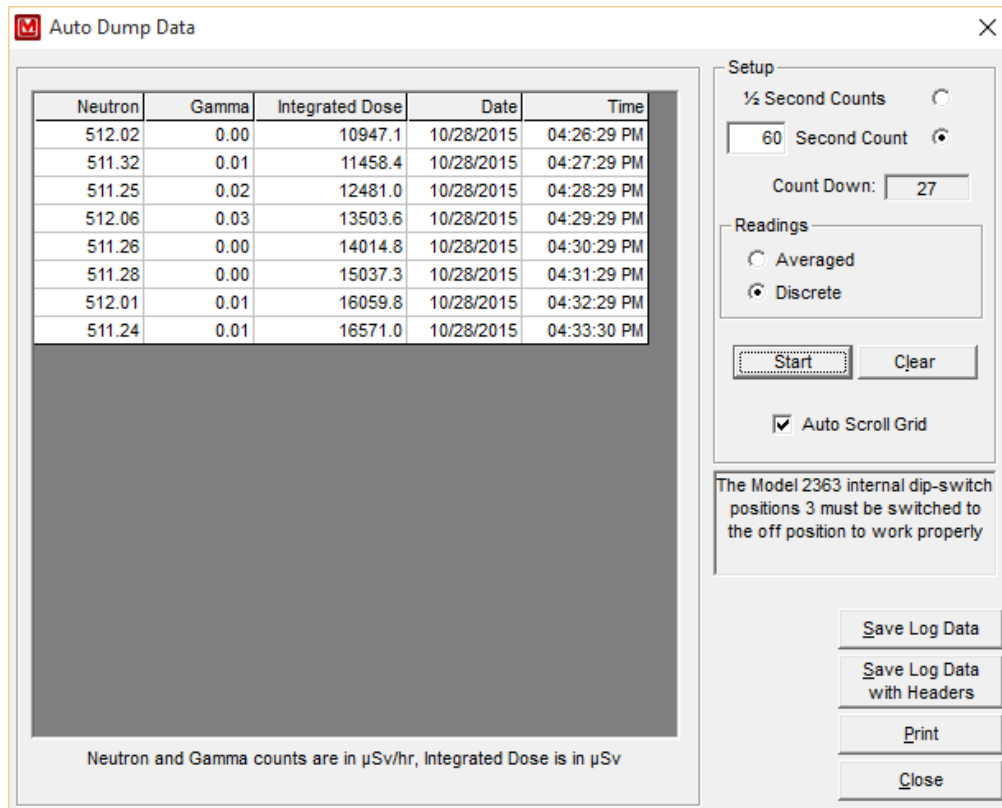 Auto Dump Data
Neutron Gamma Integrated Dose Date Time
512.02 0.00 10947.1 10/28/2015 04:26:29 PM
511.32 0.01 11458.4 10/28/2015 04:27:29 PM
511.25 0.02 12481.0 10/28/2015 04:28:29 PM
512.06 0.03 13503.6 10/28/2015 04:29:29 PM
511.26 0.00 14014.8 10/28/2015 04:30:29 PM
511.28 0.00 15037.3 10/28/2015 04:31:29 PM
512.01 0.01 16059.8 10/28/2015 04:32:29 PM
511.24 0.01 16571.0 10/28/2015 04:33:30 PM
Neutron and Gamma counts are in µSv/hr, Integrated Dose is in µSv
Setup
½ Second Counts
60 Second Count
Count Down: 27
Readings
Averaged
Discrete
Start Clear
Auto Scroll Grid
The Model 2363 internal dip-switch
positions 3 must be switched to
the off position to work properly
Save Log Data
Save Log Data
with Headers
Print
Close